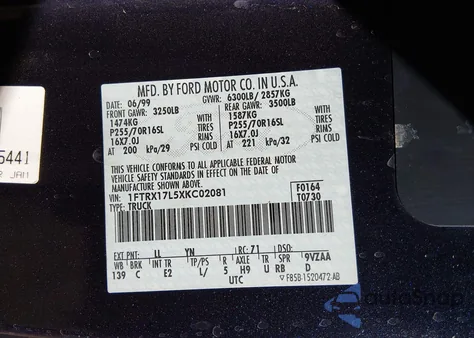 MFD. BY FORD MOTOR CO. IN U.S.A.
DATE: 06/99 GVWR: 6300LB/ 2857KG
FRONT GAWR: 3250LB REAR GAWR: 3500LB
1474KG WITH 1587KG WITH
P255/70R16SL TIRES P255/70R16SL TIRES
16X7.0J RIMS 16X7.0J RIMS
AT 200 kPa/29 PSI COLD AT 221 kPa/32 PSI COLD
THIS VEHICLE CONFORMS TO ALL APPLICABLE FEDERAL MOTOR
VEHICLE SAFETY STANDARDS IN EFFECT ON THE DATE OF
MANUFACTURE SHOWN ABOVE.
VIN: 1FTRX17L5XKC02081 F0164
TYPE: TRUCK T0730
EXT PNT: LL YN RC: 71 DSO:
WB BRK INT TR TP/PS R AXLE TR SPR 9VZAA
139 C E2 L/ 5 H9 U RB D
UTC FB5B-1520472-AB
5441
JAN
autoSnap